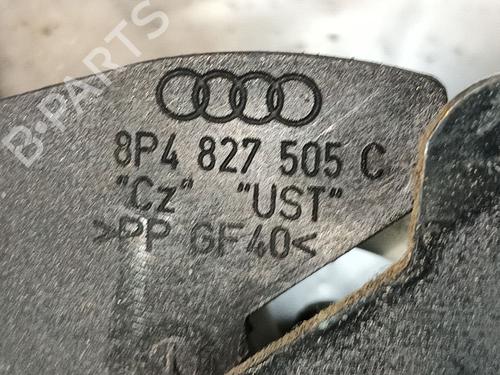 B-PARTS
8P4 827 505 C
"Cz" "UST"
>PP GF40<